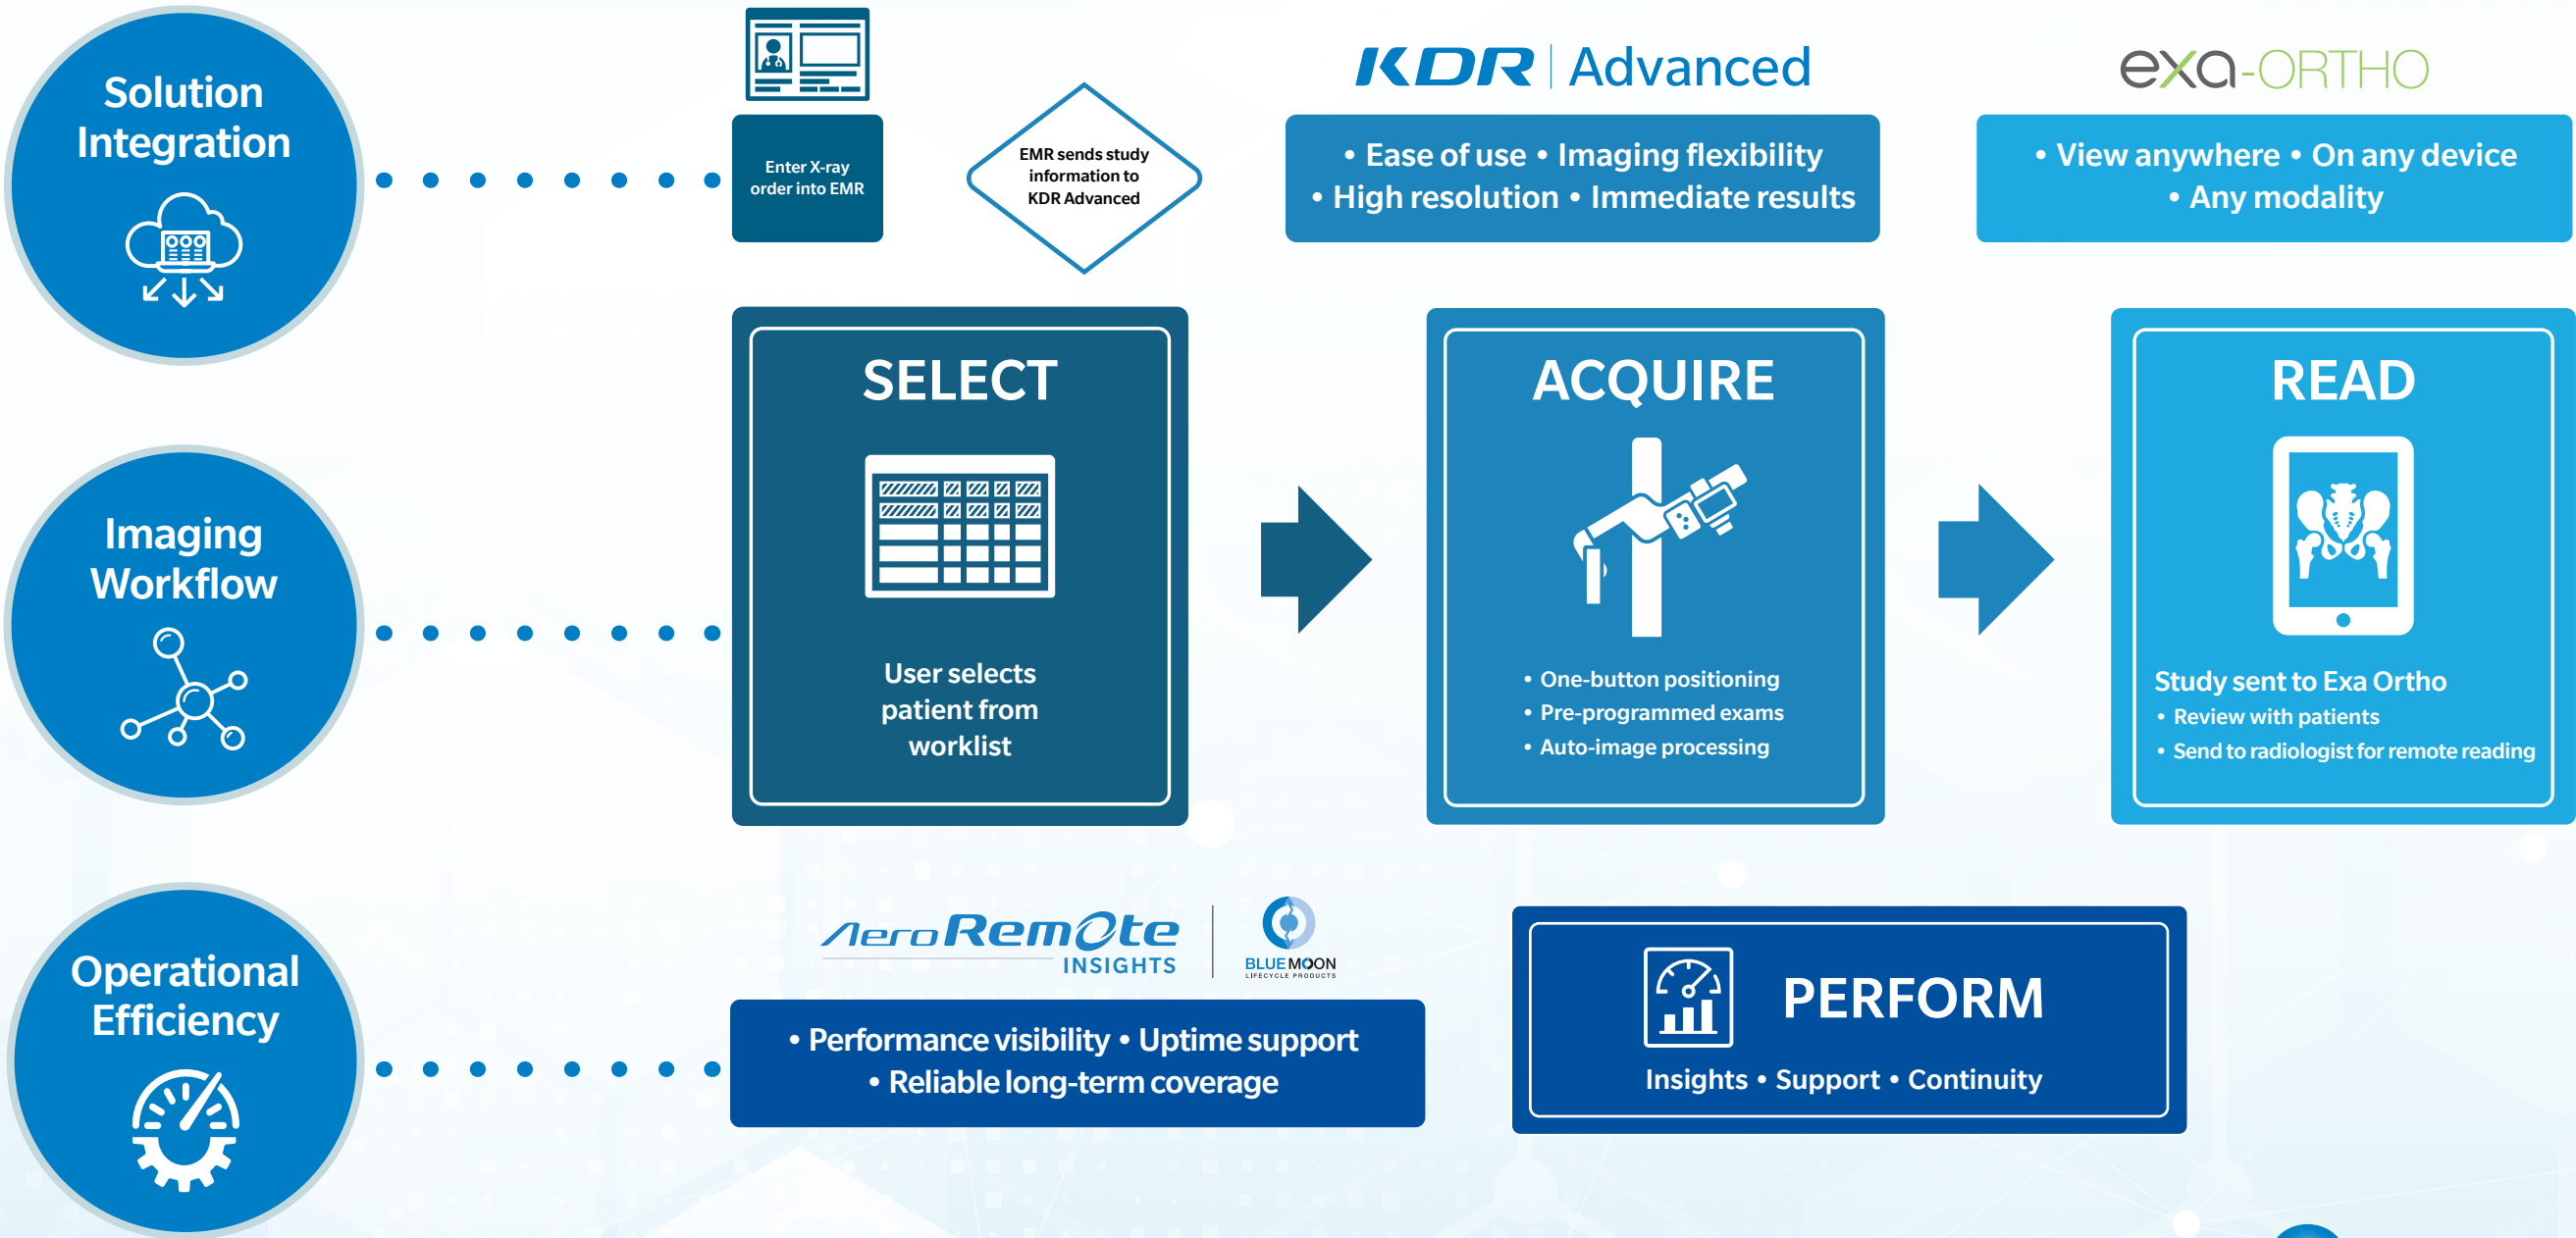 Solution
Integration
Enter X-ray
order into EMR
EMR sends study
information to
KDR Advanced
KDR | Advanced
• Ease of use • Imaging flexibility
• High resolution • Immediate results
exa-ORTHO
• View anywhere • On any device
• Any modality
Imaging
Workflow
SELECT
User selects
patient from
worklist
ACQUIRE
• One-button positioning
• Pre-programmed exams
• Auto-image processing
READ
Study sent to Exa Ortho
• Review with patients
• Send to radiologist for remote reading
Operational
Efficiency
AeroRemote
INSIGHTS
BLUE MOON
LIFECYCLE PRODUCTS
• Performance visibility • Uptime support
• Reliable long-term coverage
PERFORM
Insights • Support • Continuity